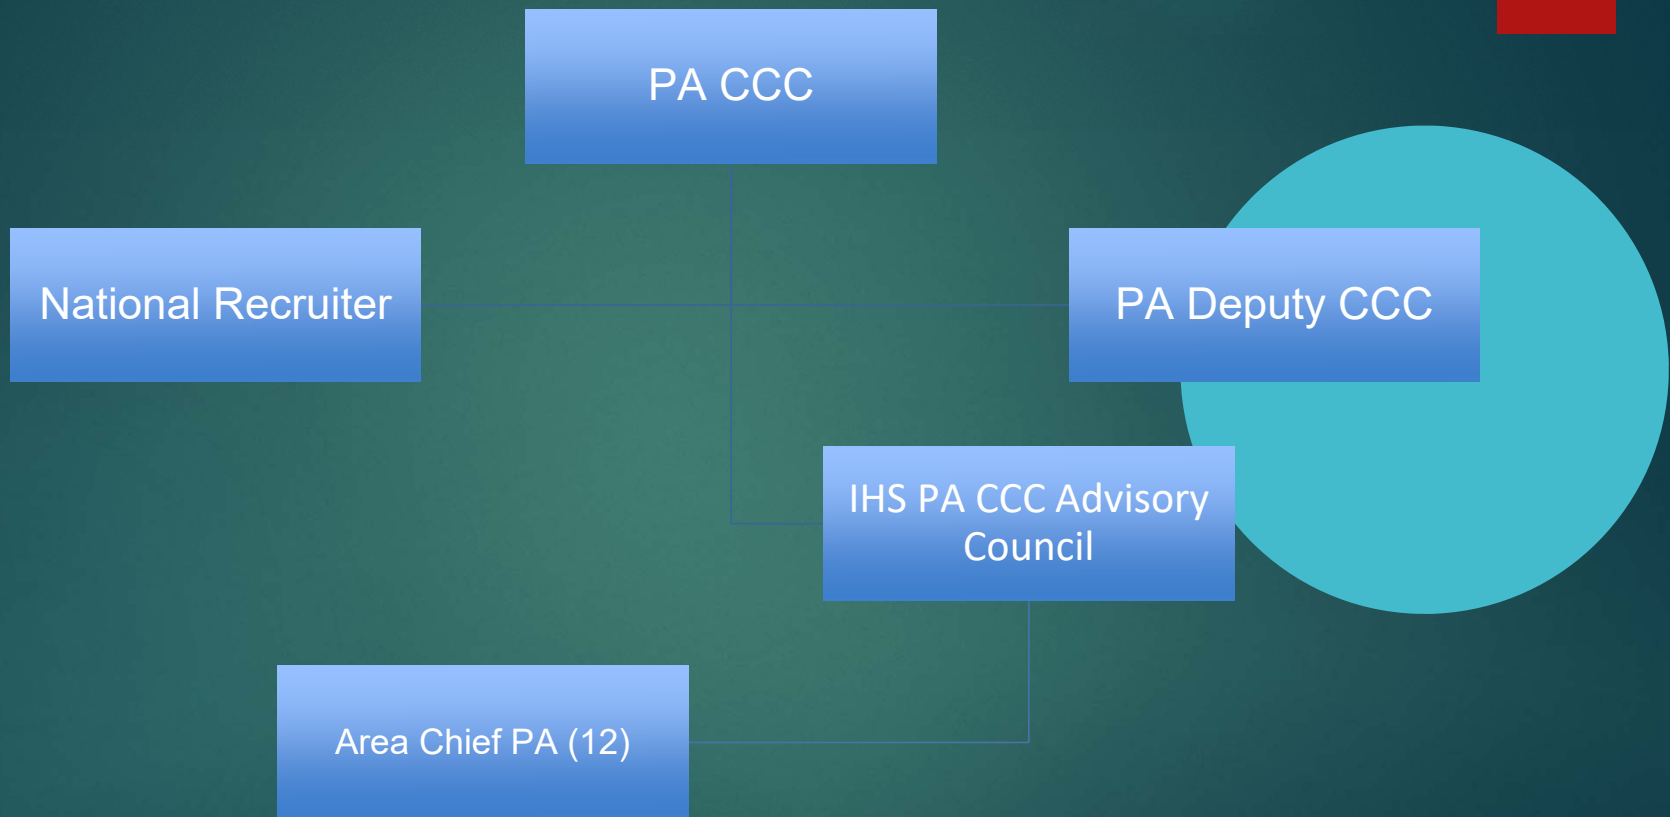 PA CCC
National Recruiter
PA Deputy CCC
IHS PA CCC Advisory
Council
Area Chief PA (12)